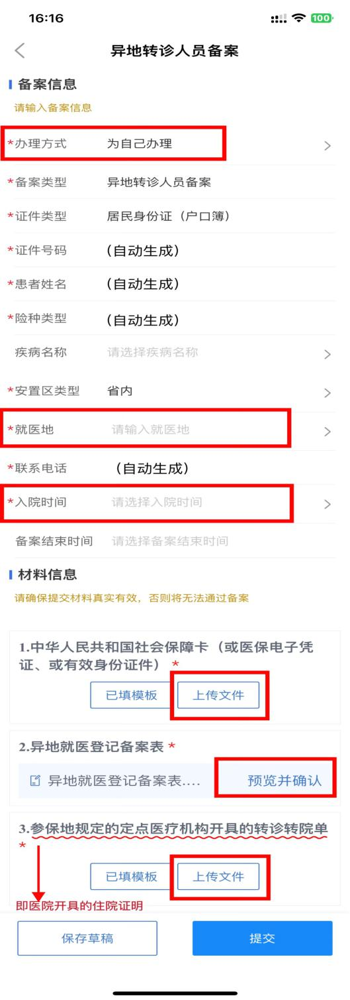 16:16
100
异地转诊人员备案
备案信息
请输入备案信息
*办理方式 为自己办理
*备案类型 异地转诊人员备案
*证件类型 居民身份证（户口簿）
*证件号码 （自动生成）
*患者姓名 （自动生成）
*险种类型 （自动生成）
疾病名称 请选择疾病名称
*安置区类型 省内
*就医地 请输入就医地
*联系电话 （自动生成）
*入院时间 请选择入院时间
备案结束时间 请选择备案结束时间
材料信息
请确保提交材料真实有效，否则将无法通过备案
1.中华人民共和国社会保障卡（或医保电子凭
证、或有效身份证件） *
已填模板 上传文件
2.异地就医登记备案表 *
异地就医登记备案表.... 预览并确认
3.参保地规定的定点医疗机构开具的转诊转院单
*
已填模板 上传文件
即医院开具的住院证明
保存草稿 提交